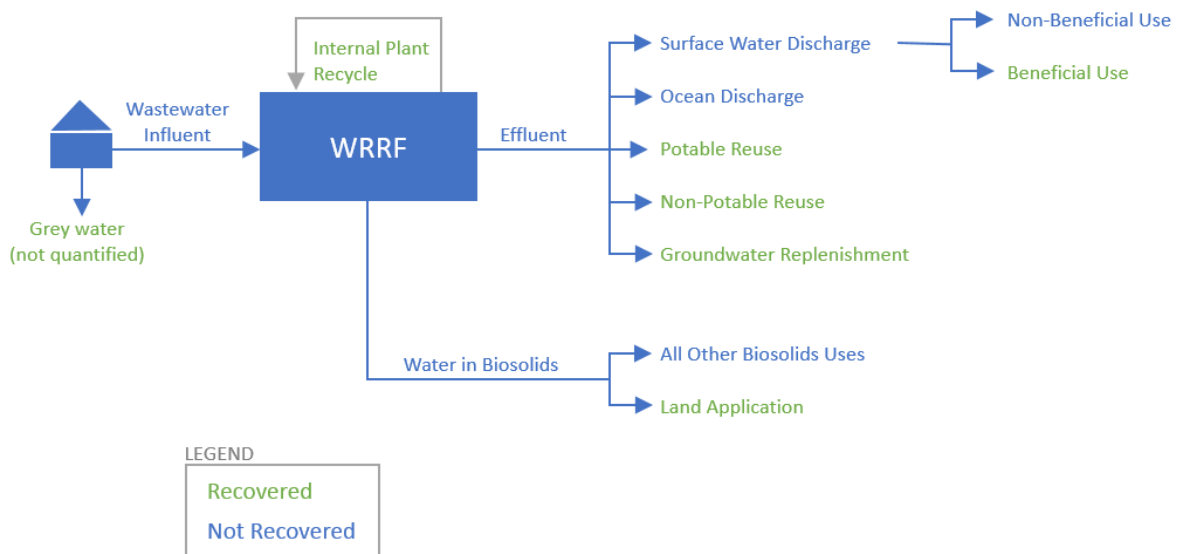 Internal Plant
Recycle
Surface Water Discharge
Non-Beneficial Use
Beneficial Use
Ocean Discharge
Wastewater
Influent
WRRF
Effluent
Potable Reuse
Non-Potable Reuse
Grey water
(not quantified)
Groundwater Replenishment
Water in Biosolids
All Other Biosolids Uses
Land Application
LEGEND
Recovered
Not Recovered